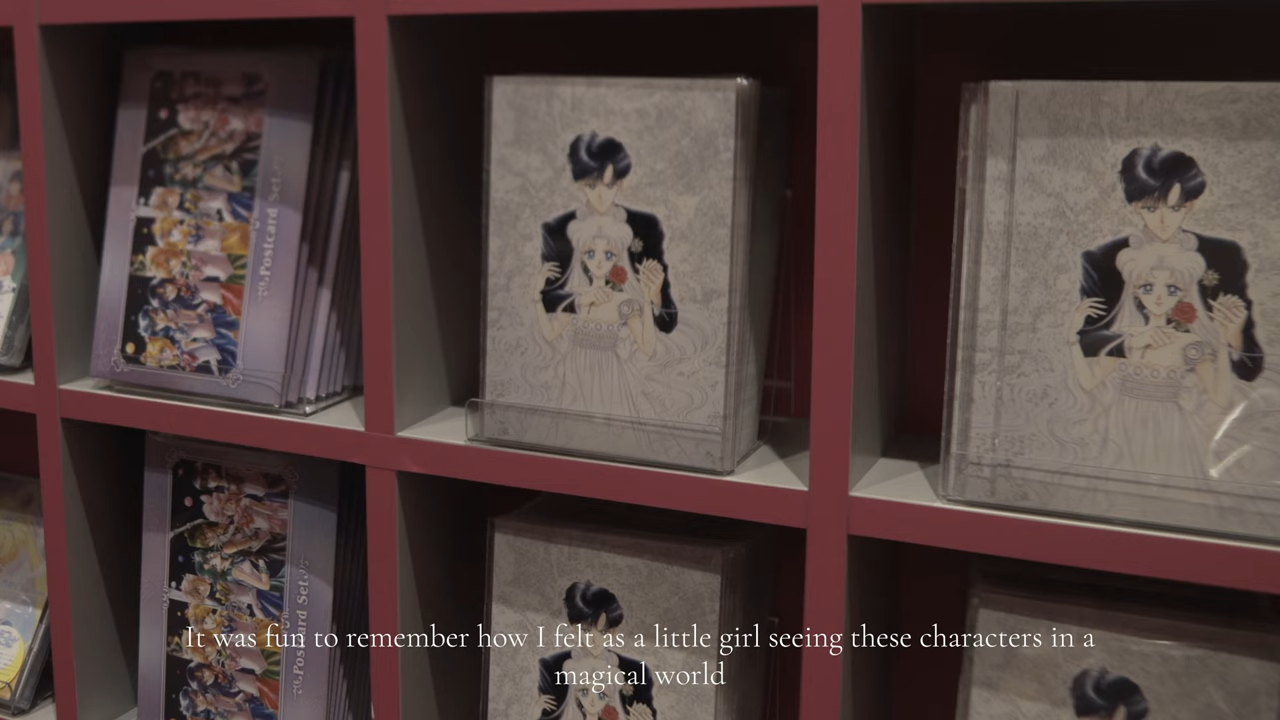 Postcard Set
Postcard Set
It was fun to remember how I felt as a little girl seeing these characters in a
magical world